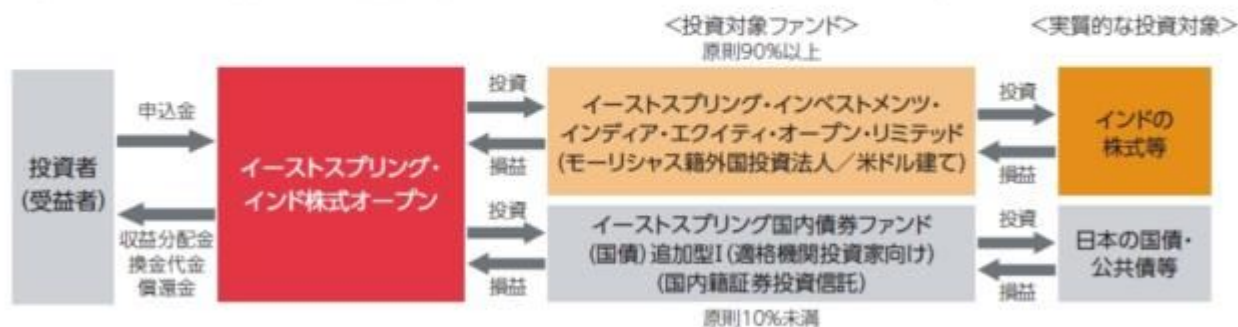 <投資対象ファンド>
原則90%以上
<実質的な投資対象>
投資者
(受益者)
申込金
収益分配金
換金代金
償還金
イーストスプリング・
インド株式オープン
投資
損益
投資
損益
イーストスプリング・インベストメンツ・
インディア・エクイティ・オープン・リミテッド
(モーリシャス籍外国投資法人/米ドル建て)
イーストスプリング国内債券ファンド
(国債)追加型I(適格機関投資家向け)
(国内籍証券投資信託)
原則10%未満
投資
損益
投資
損益
インドの
株式等
日本の国債・
公共債等